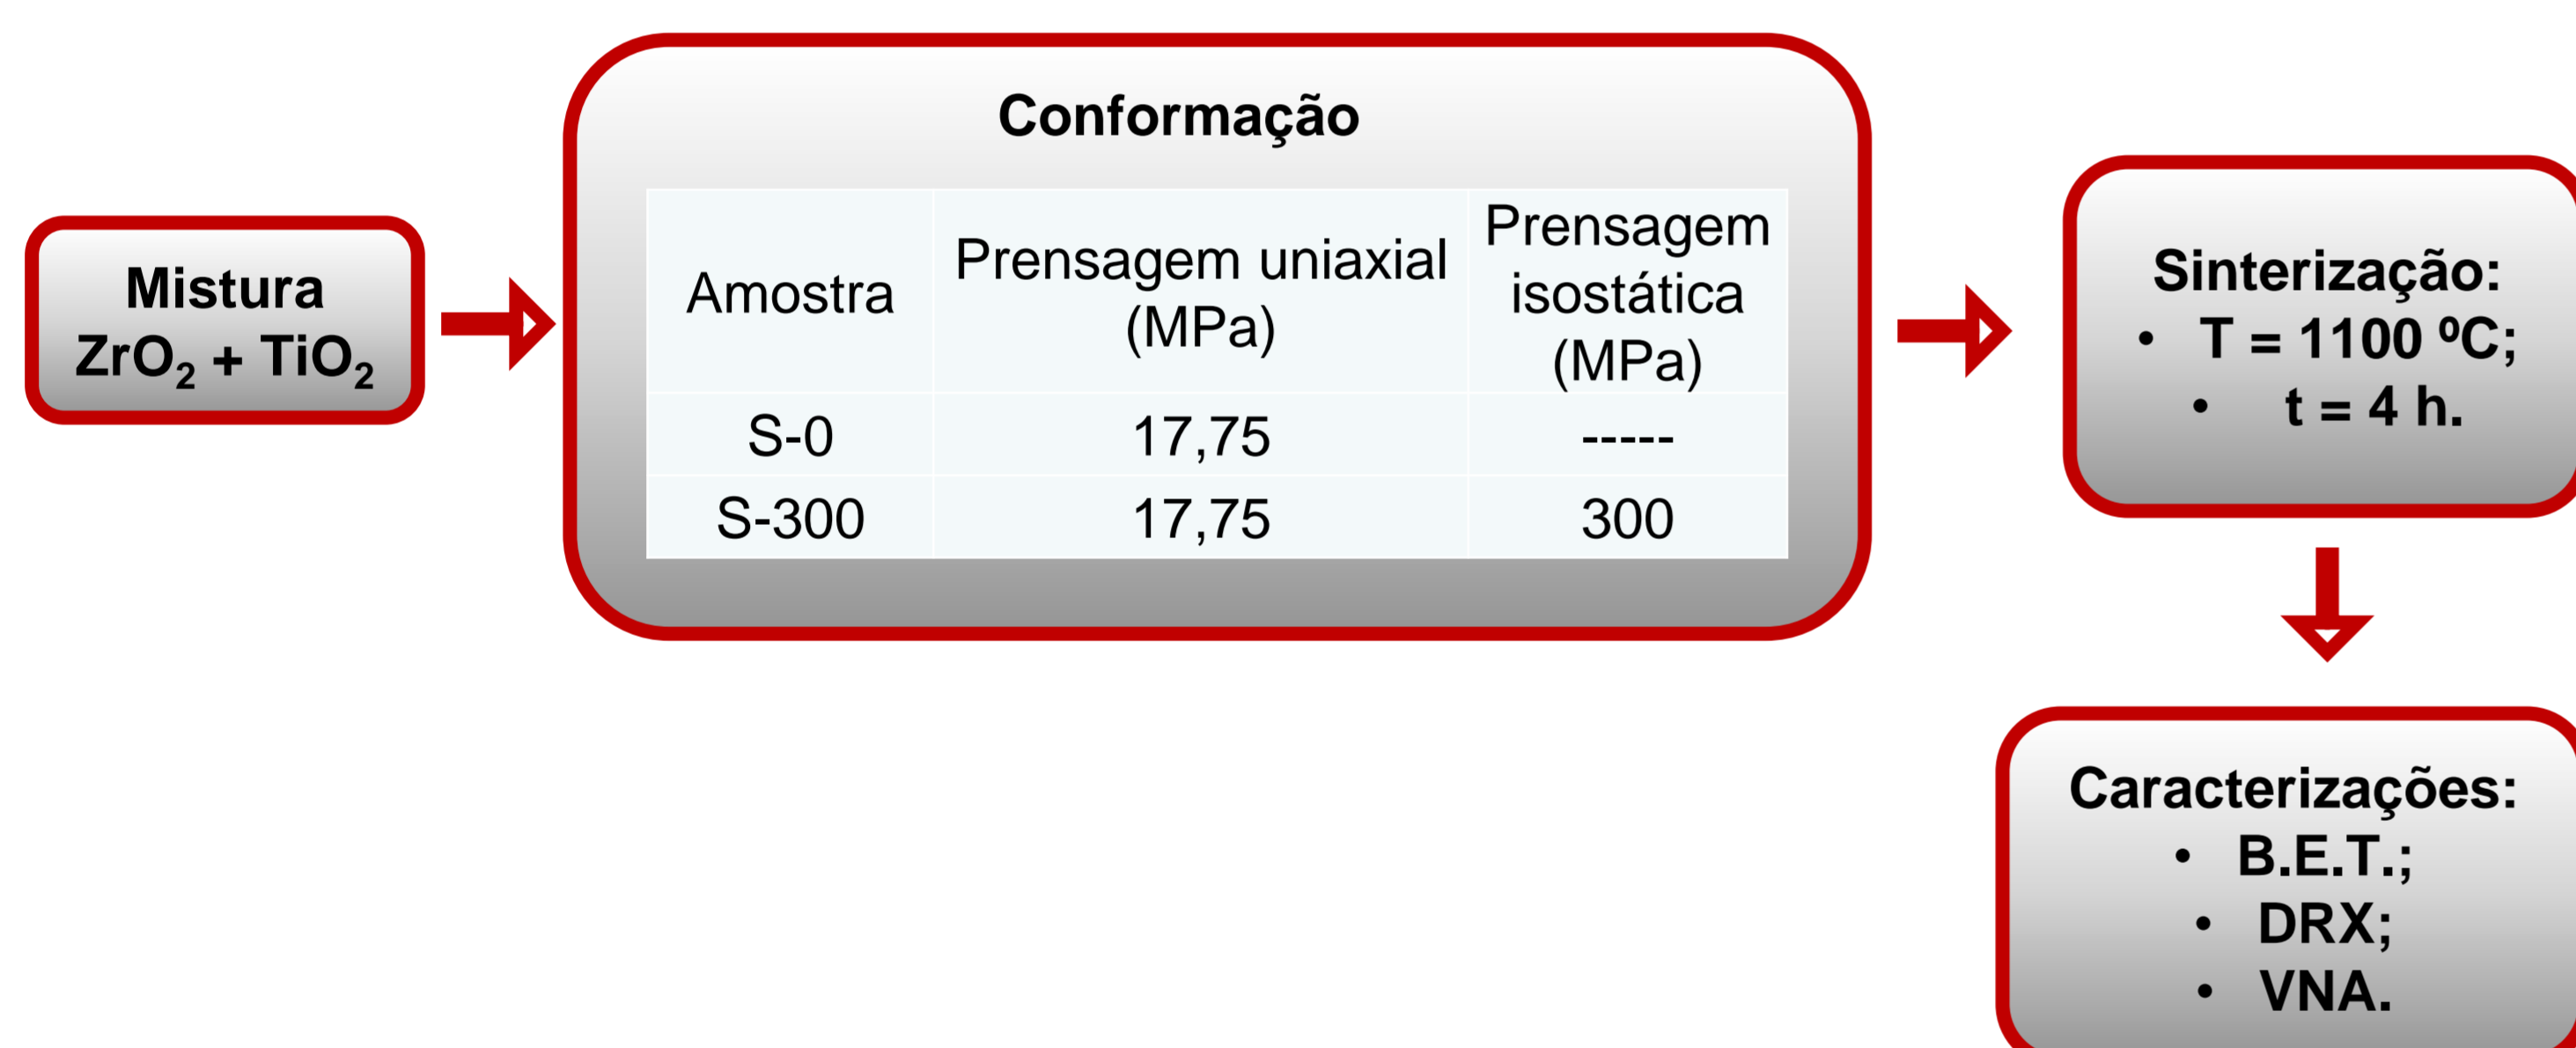 Mistura
ZrO₂ + TiO₂
Conformação
Amostra
Prensagem uniaxial
(MPa)
Prensagem
isostática
(MPa)
S-0 17,75 -----
S-300 17,75 300
Sinterização:
• T = 1100 ºC;
• t = 4 h.
Caracterizações:
• B.E.T.;
• DRX;
• VNA.